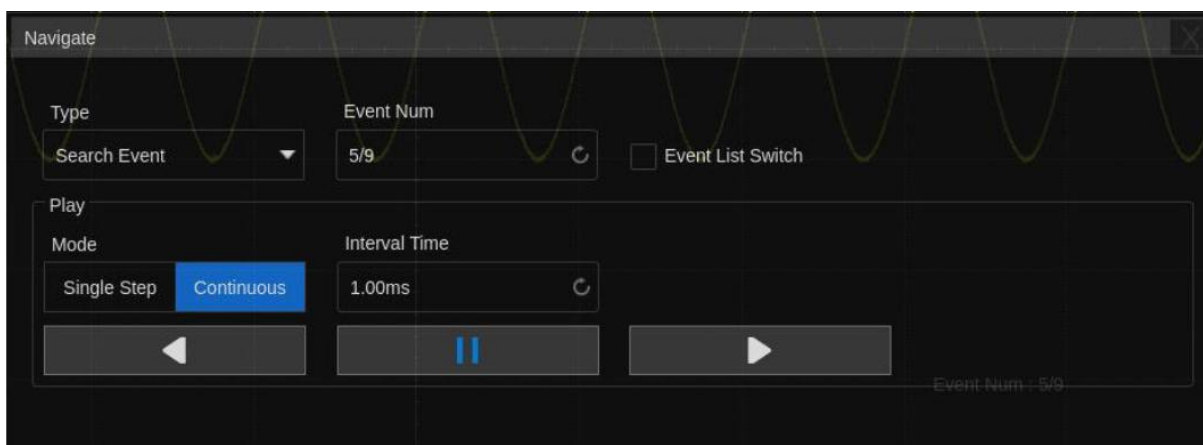 Navigate
X
Type
Event Num
Search Event
5/9
Event List Switch
Play
Mode
Interval Time
Single Step
Continuous
1.00ms
Event Num : 5/9